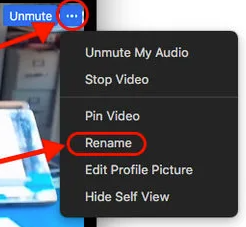 Unmute ...
Unmute My Audio
Stop Video
Pin Video
Rename
Edit Profile Picture
Hide Self View